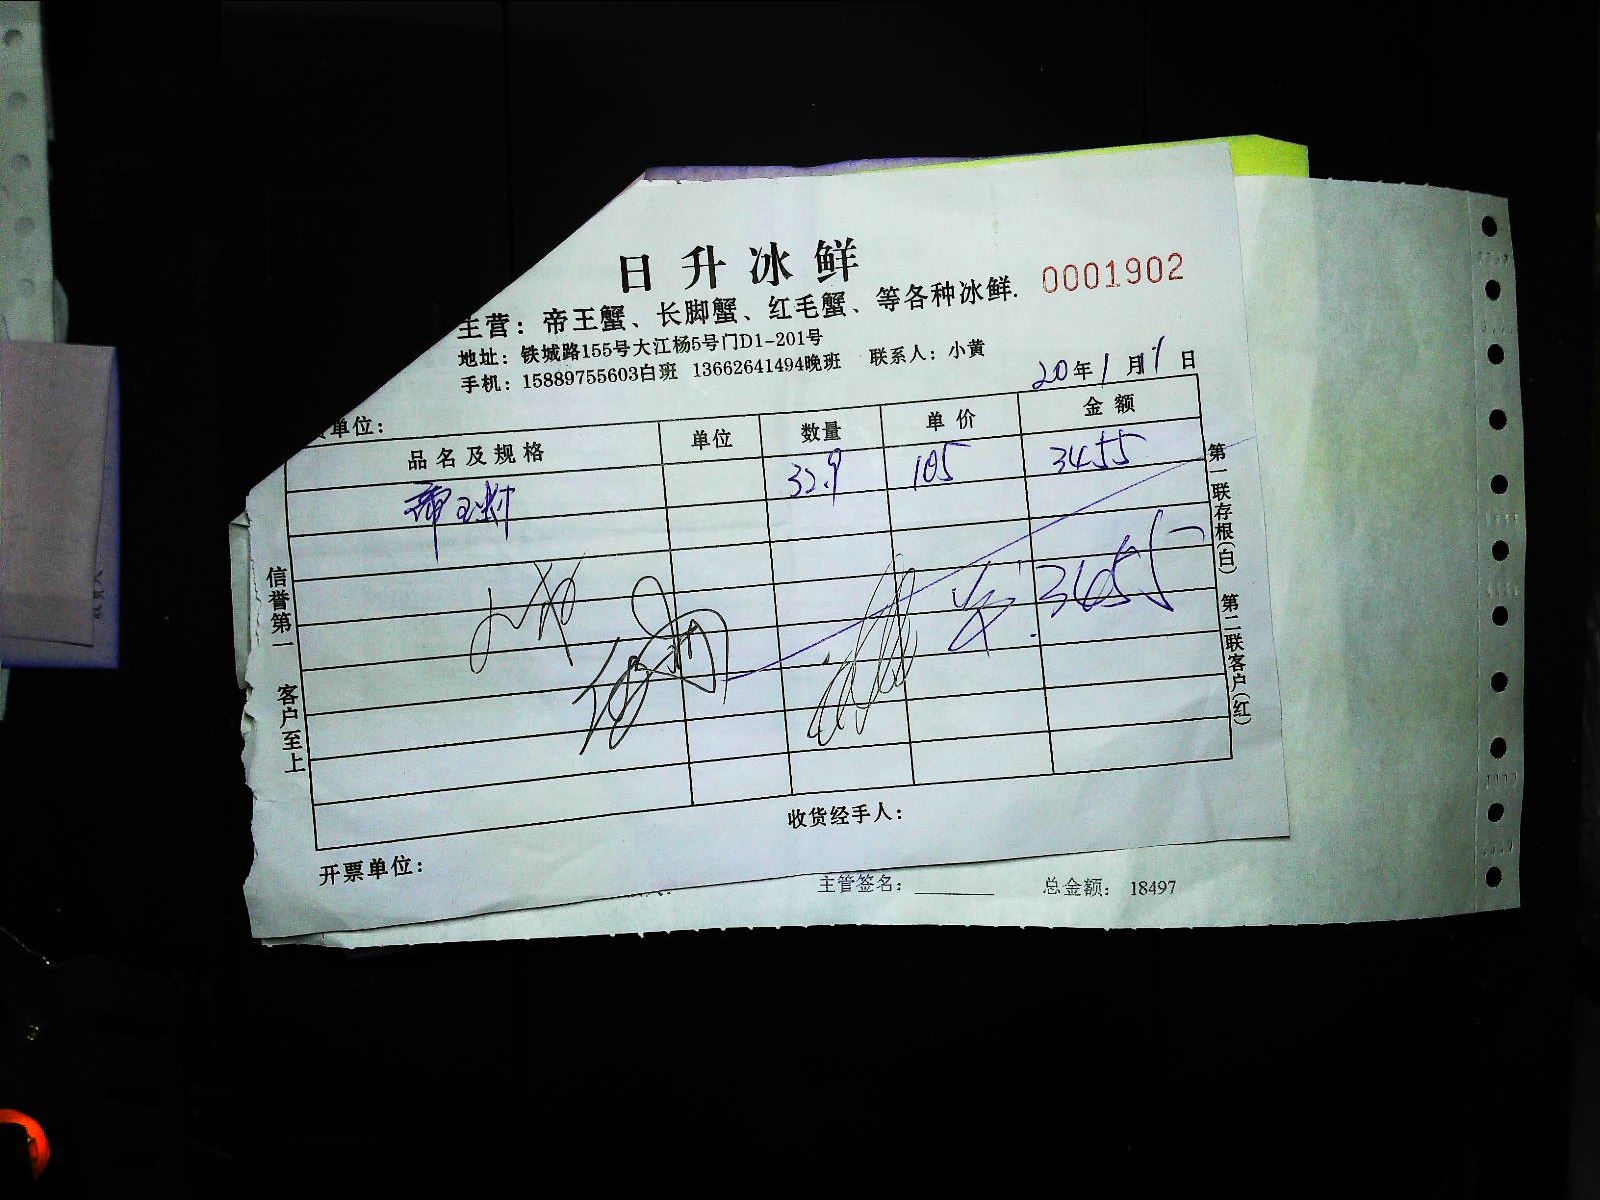 日升冰鲜
0001902
主营：帝王蟹、长脚蟹、红毛蟹、等各种冰鲜.
地址：铁城路155号大江杨5号门D1-201号
手机：15889755603白班 13662641494晚班 联系人：小黄
20年1月1日
单位：
品名及规格 单位 数量 单价 金额
帝王蟹 32.9 105 3455
3455
信誉第一 客户至上
第一联存根(白) 第二联客户(红)
收货经手人：
开票单位：
主管签名： 总金额： 18497